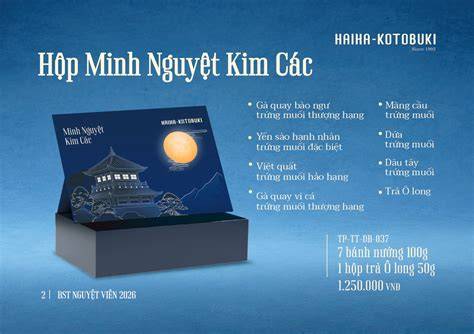 HAIHA-KOTOBUKI
Since 1992
Hộp Minh Nguyệt Kim Các
Minh Nguyệt
Kim Các
HAIHA-KOTOBUKI
• Gà quay bào ngư
trứng muối thượng hạng
• Yến sào hạnh nhân
trứng muối đặc biệt
• Việt quất
trứng muối hảo hạng
• Gà quay vi cá
trứng muối thượng hạng
• Mãng cầu
trứng muối
• Dứa
trứng muối
• Dâu tây
trứng muối
• Trà Ô long
TP-TT-DB-037
7 bánh nướng 100g
1 hộp trà Ô long 50g
1.250.000 VNĐ
2 | BST NGUYỆT VIÊN 2026